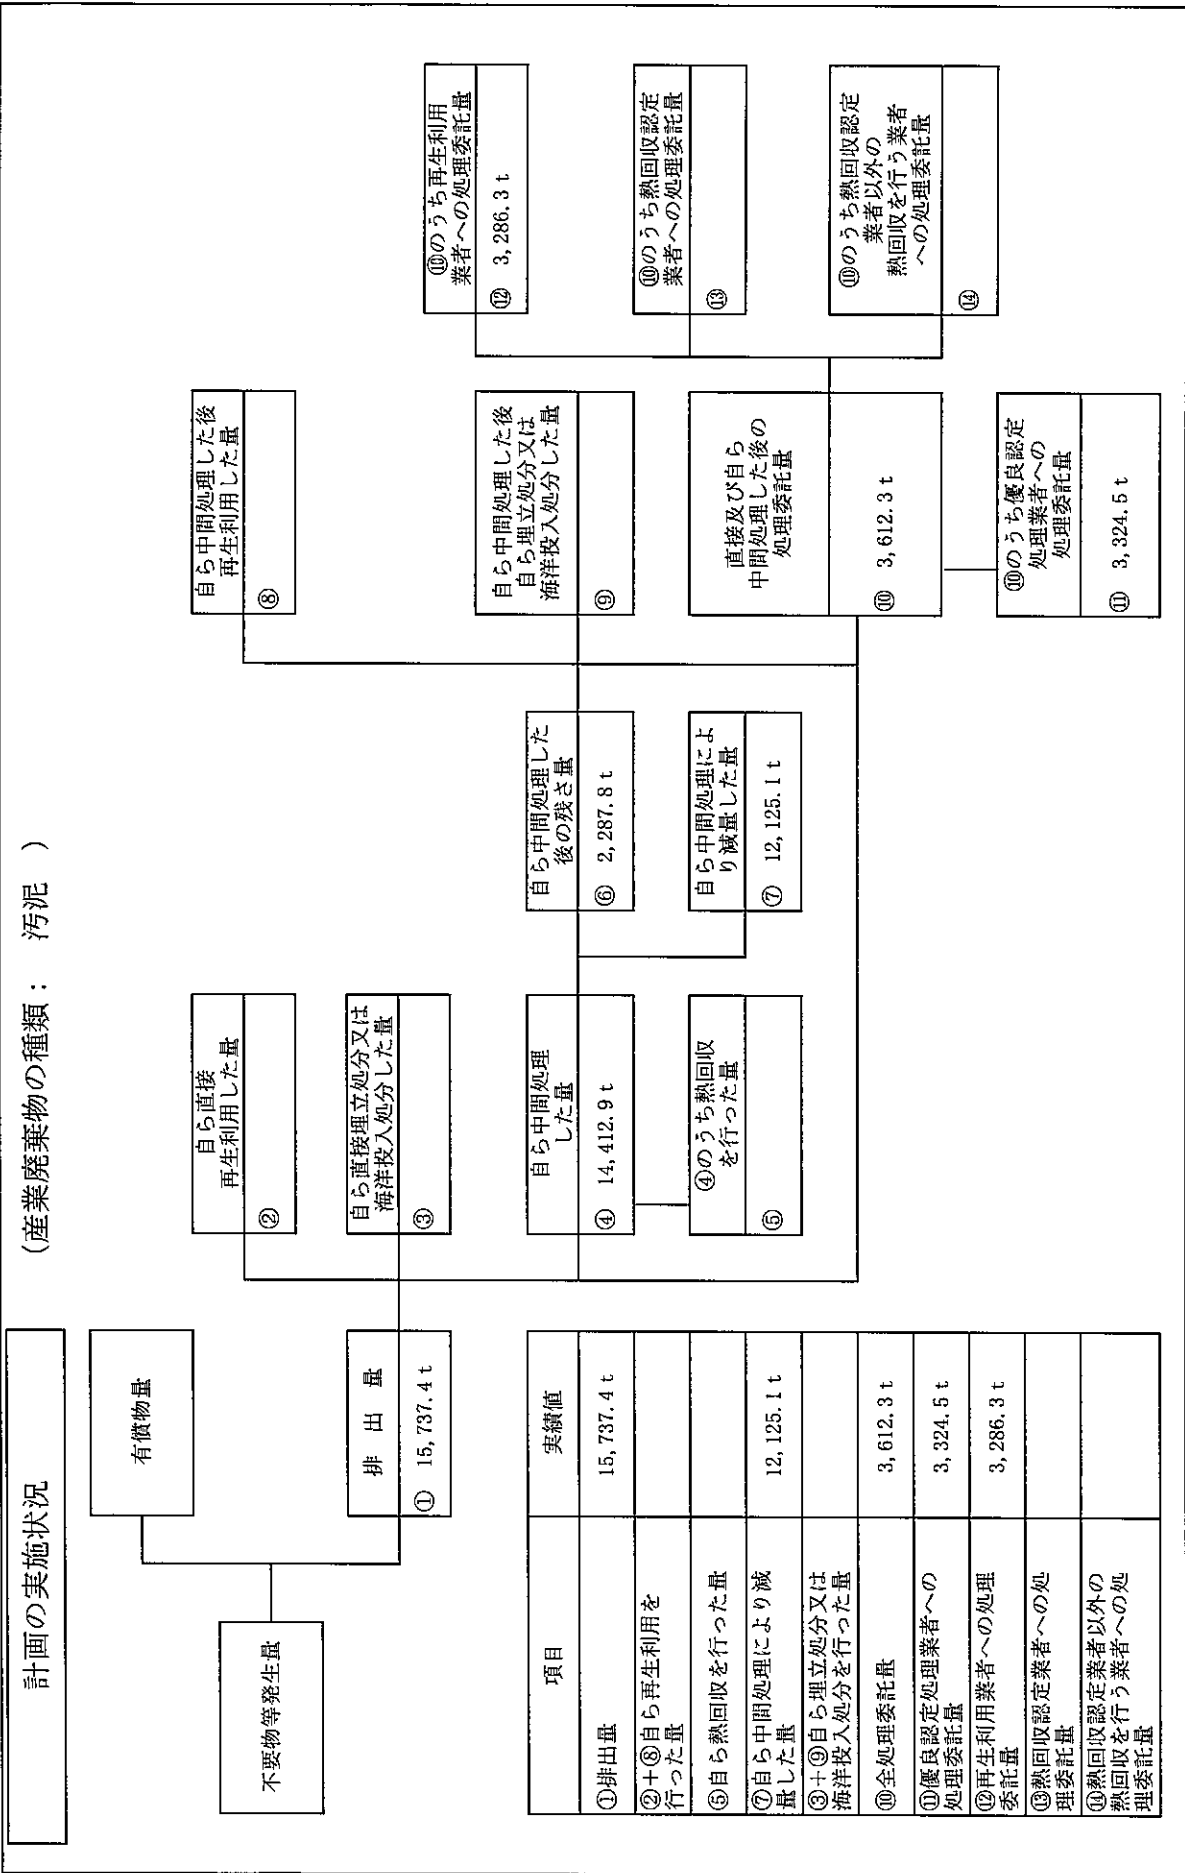 計画の実施状況
(産業廃棄物の種類： 汚泥 )
不要物等発生量
有償物量
排 出 量
① 15,737.4 t
自ら直接
再生利用した量
②
自ら直接埋立処分又は
海洋投入処分した量
③
自ら中間処理
した量
④ 14,412.9 t
④のうち熱回収
を行った量
⑤
自ら中間処理した
後の残さ量
⑥ 2,287.8 t
自ら中間処理によ
り減量した量
⑦ 12,125.1 t
自ら中間処理した後
再生利用した量
⑧
自ら中間処理した後
自ら埋立処分又は
海洋投入処分した量
⑨
直接及び自ら
中間処理した後の
処理委託量
⑩ 3,612.3 t
⑩のうち優良認定
処理業者への
処理委託量
⑪ 3,324.5 t
⑩のうち再生利用
業者への処理委託量
⑫ 3,286.3 t
⑩のうち熱回収認定
業者への処理委託量
⑬
⑩のうち熱回収認定
業者以外の
熱回収を行う業者
への処理委託量
⑭
項目
実績値
①排出量
15,737.4 t
②+⑧自ら再生利用を
行った量
⑤自ら熱回収を行った量
⑦自ら中間処理により減
量した量
12,125.1 t
③+⑨自ら埋立処分又は
海洋投入処分を行った量
⑩全処理委託量
3,612.3 t
⑪優良認定処理業者への
処理委託量
3,324.5 t
⑫再生利用業者への処理
委託量
3,286.3 t
⑬熱回収認定業者への処
理委託量
⑭熱回収認定業者以外の
熱回収を行う業者への処
理委託量